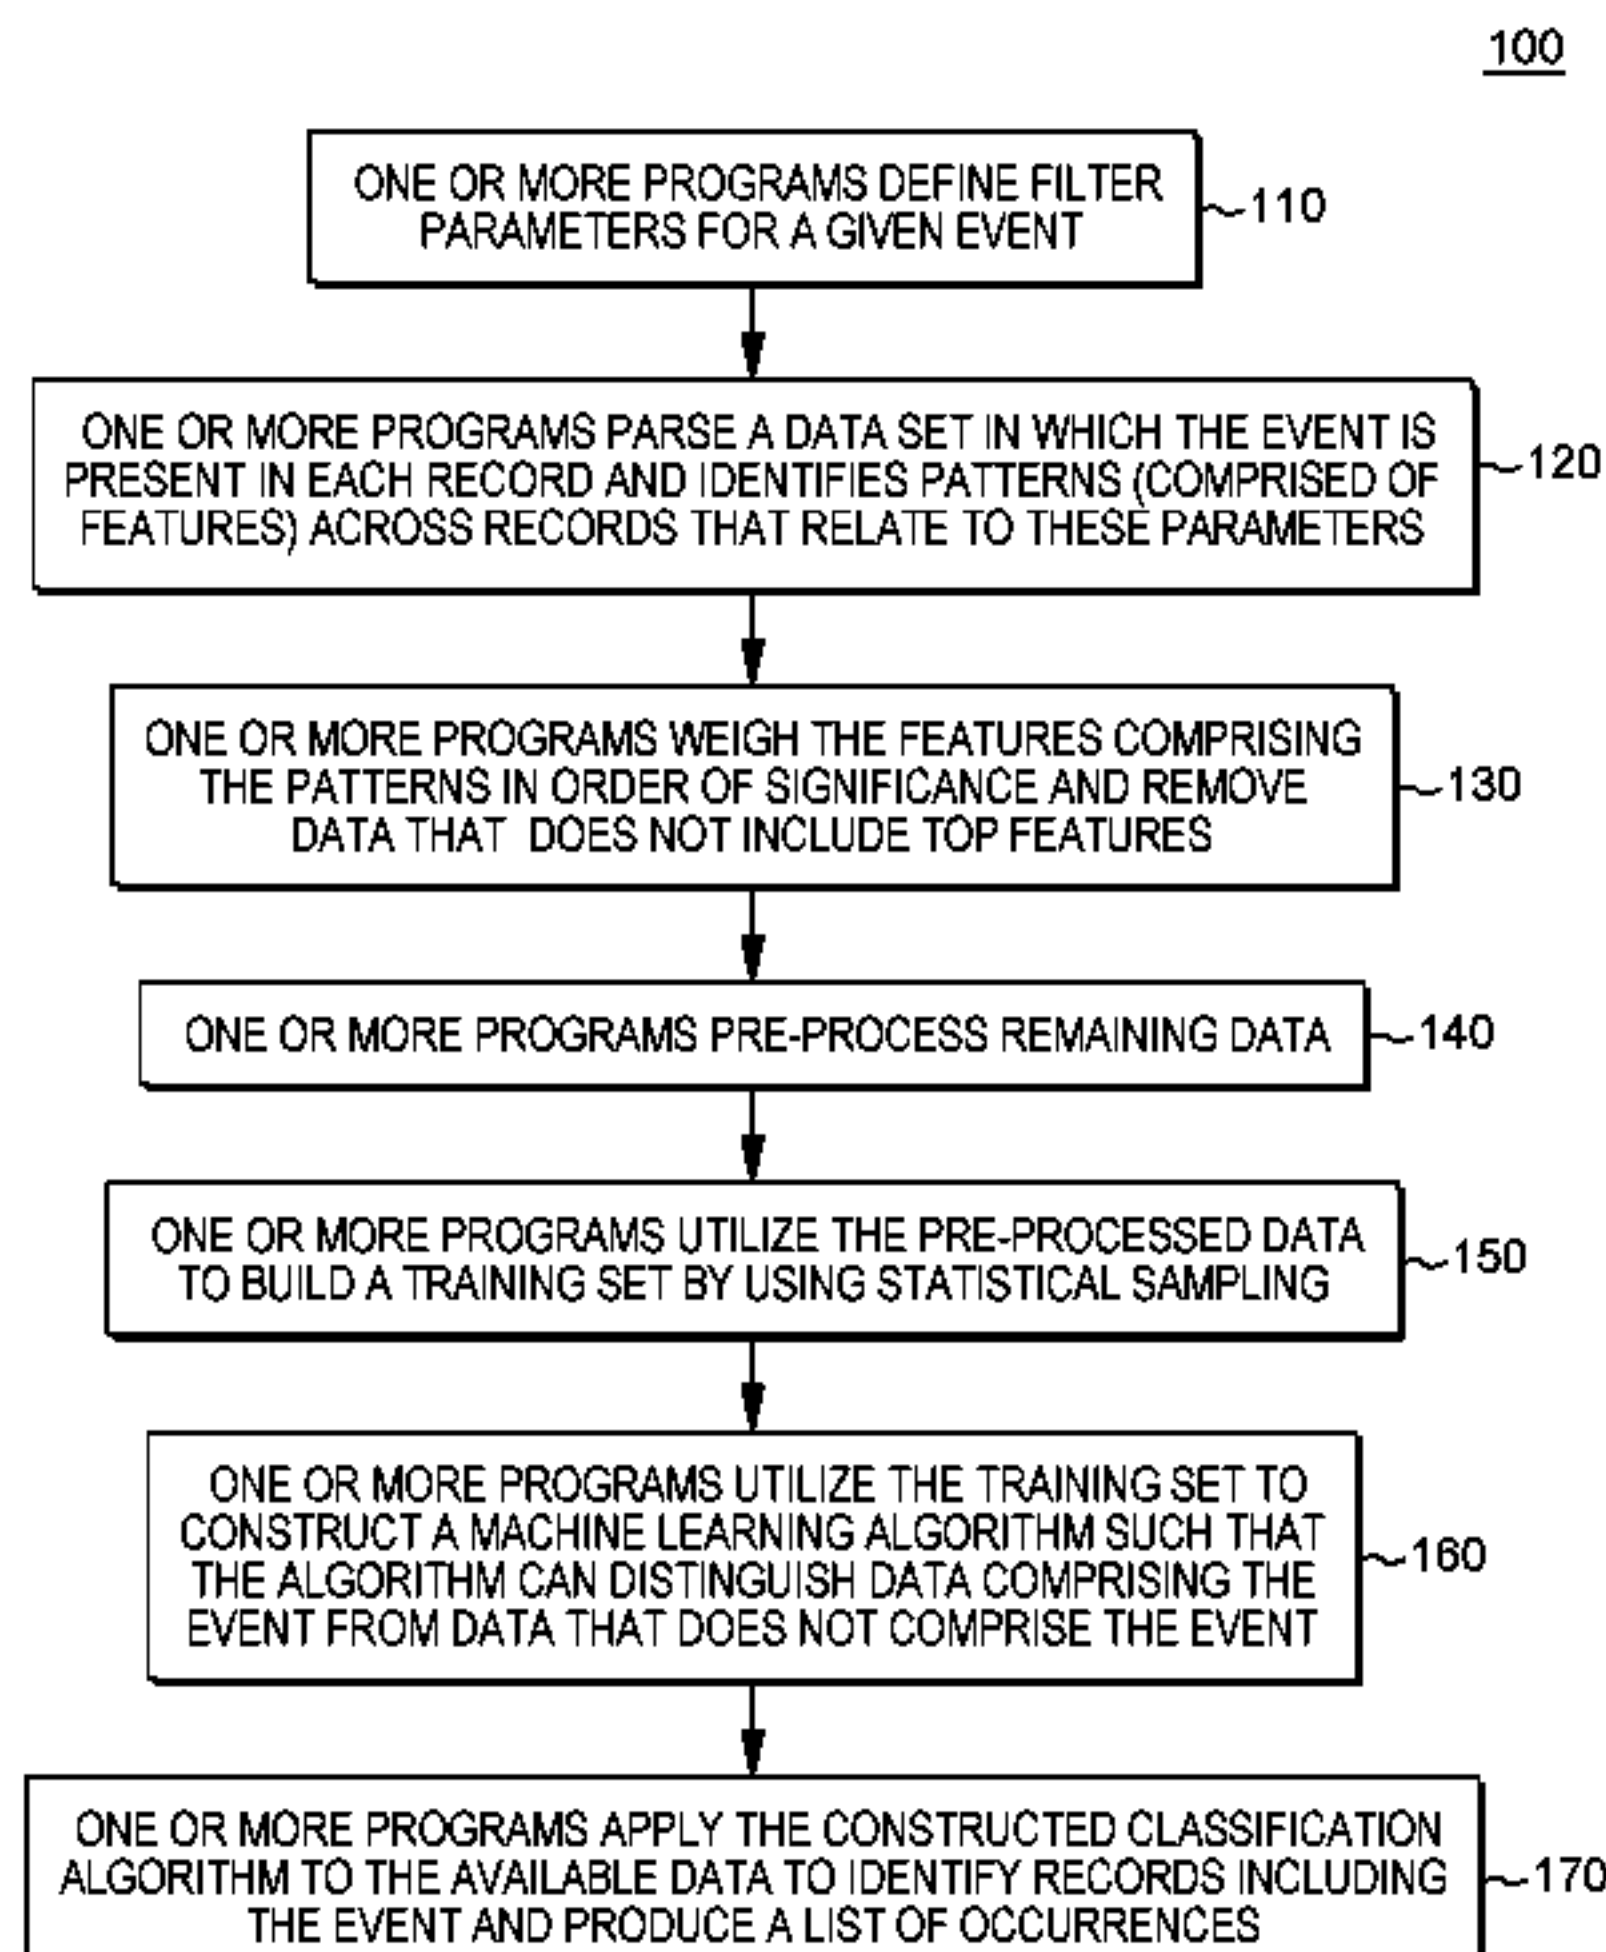 100
ONE OR MORE PROGRAMS DEFINE FILTER
PARAMETERS FOR A GIVEN EVENT
110
ONE OR MORE PROGRAMS PARSE A DATA SET IN WHICH THE EVENT IS
PRESENT IN EACH RECORD AND IDENTIFIES PATTERNS (COMPRISED OF
FEATURES) ACROSS RECORDS THAT RELATE TO THESE PARAMETERS
120
ONE OR MORE PROGRAMS WEIGH THE FEATURES COMPRISING
THE PATTERNS IN ORDER OF SIGNIFICANCE AND REMOVE
DATA THAT DOES NOT INCLUDE TOP FEATURES
130
ONE OR MORE PROGRAMS PRE-PROCESS REMAINING DATA
140
ONE OR MORE PROGRAMS UTILIZE THE PRE-PROCESSED DATA
TO BUILD A TRAINING SET BY USING STATISTICAL SAMPLING
150
ONE OR MORE PROGRAMS UTILIZE THE TRAINING SET TO
CONSTRUCT A MACHINE LEARNING ALGORITHM SUCH THAT
THE ALGORITHM CAN DISTINGUISH DATA COMPRISING THE
EVENT FROM DATA THAT DOES NOT COMPRISE THE EVENT
160
ONE OR MORE PROGRAMS APPLY THE CONSTRUCTED CLASSIFICATION
ALGORITHM TO THE AVAILABLE DATA TO IDENTIFY RECORDS INCLUDING
THE EVENT AND PRODUCE A LIST OF OCCURRENCES
170